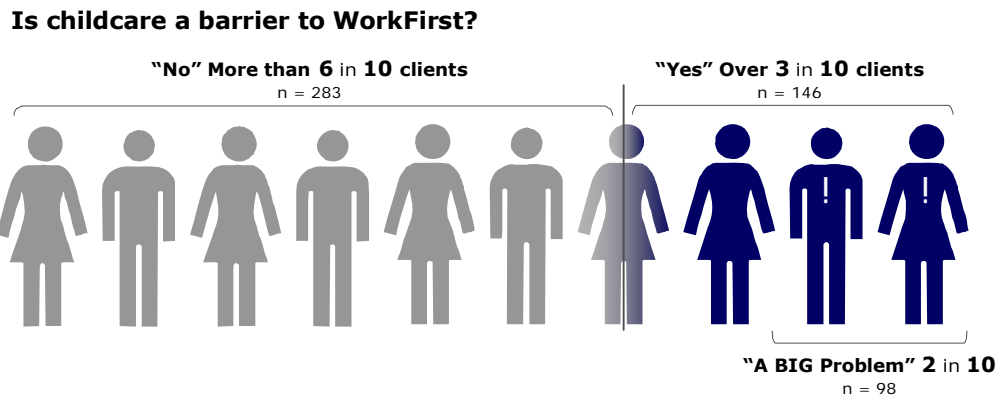 Is childcare a barrier to WorkFirst?
“No” More than 6 in 10 clients
n = 283
“Yes” Over 3 in 10 clients
n = 146
!
!
“A BIG Problem” 2 in 10
n = 98